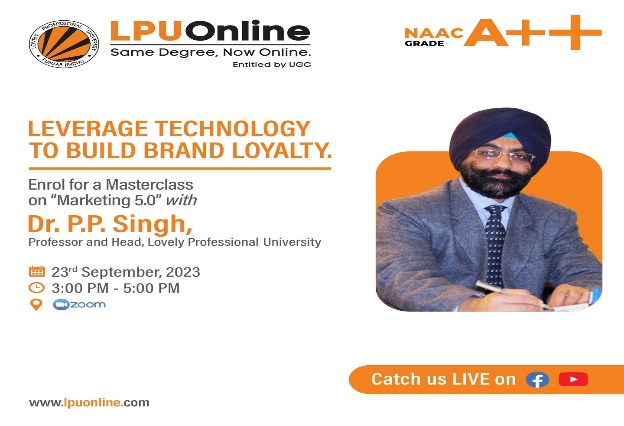 LPUOnline
Same Degree, Now Online.
Entitled by UGC
NAAC
GRADE
A++
LEVERAGE TECHNOLOGY
TO BUILD BRAND LOYALTY.
Enrol for a Masterclass
on “Marketing 5.0” with
Dr. P.P. Singh,
Professor and Head, Lovely Professional University
23rd September, 2023
3:00 PM - 5:00 PM
zoom
Catch us LIVE on
www.lpuonline.com